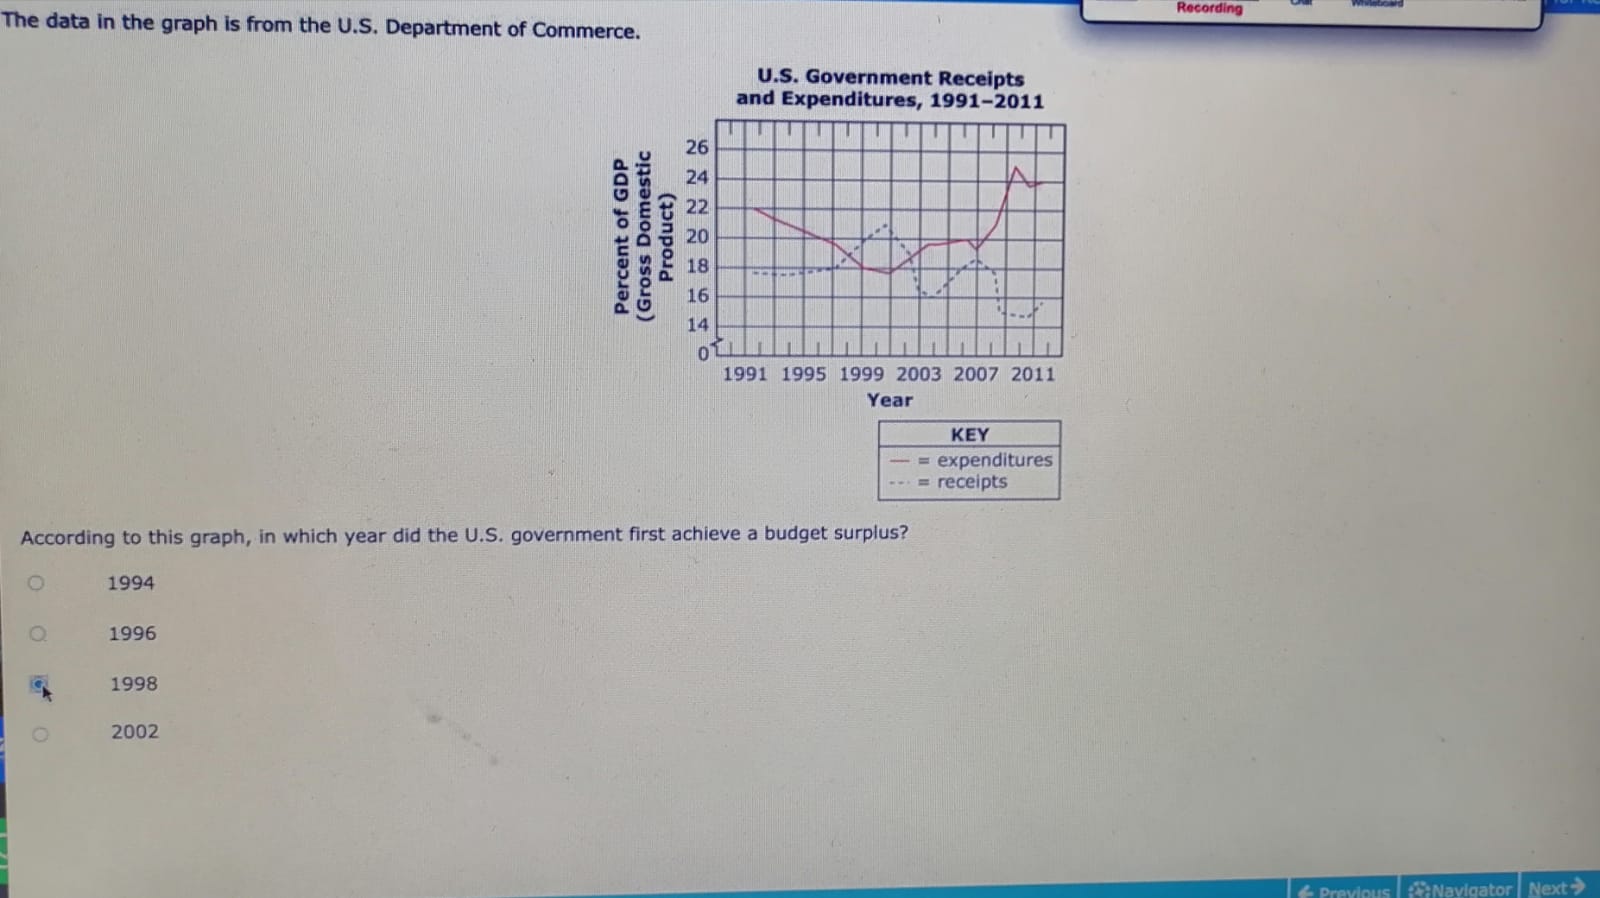 Recording
Whiteboard
The data in the graph is from the U.S. Department of Commerce.
U.S. Government Receipts
and Expenditures, 1991–2011
Percent of GDP
(Gross Domestic
Product)
26
24
22
20
18
16
14
0
1991 1995 1999 2003 2007 2011
Year
KEY
— = expenditures
--- = receipts
According to this graph, in which year did the U.S. government first achieve a budget surplus?
1994
1996
1998
2002
Previous
Navigator
Next